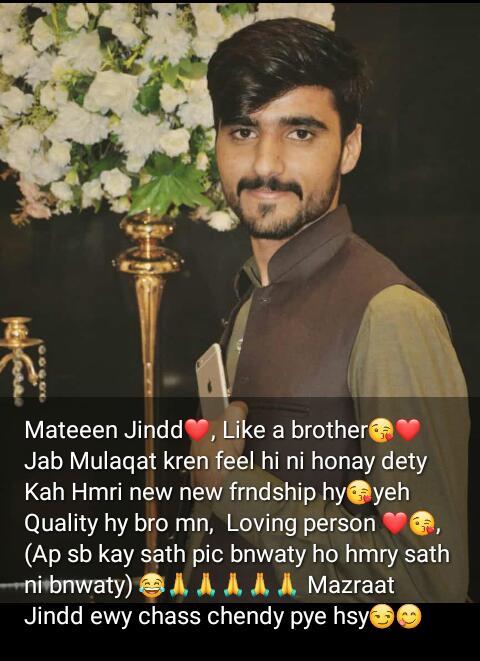 Mateeen Jindd❤️, Like a brother😘❤️
Jab Mulaqat kren feel hi ni honay dety
Kah Hmri new new frndship hy😘yeh
Quality hy bro mn,  Loving person ❤️😘,
(Ap sb kay sath pic bnwaty ho hmry sath
ni bnwaty) 😂🙏🙏🙏🙏🙏 Mazraat
Jindd ewy chass chendy pye hsy😏😋